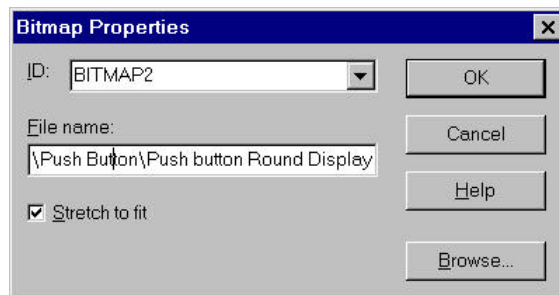 Bitmap Properties
ID: BITMAP2
OK
File name:
Cancel
\Push Button\Push button Round Display
Help
Stretch to fit
Browse...